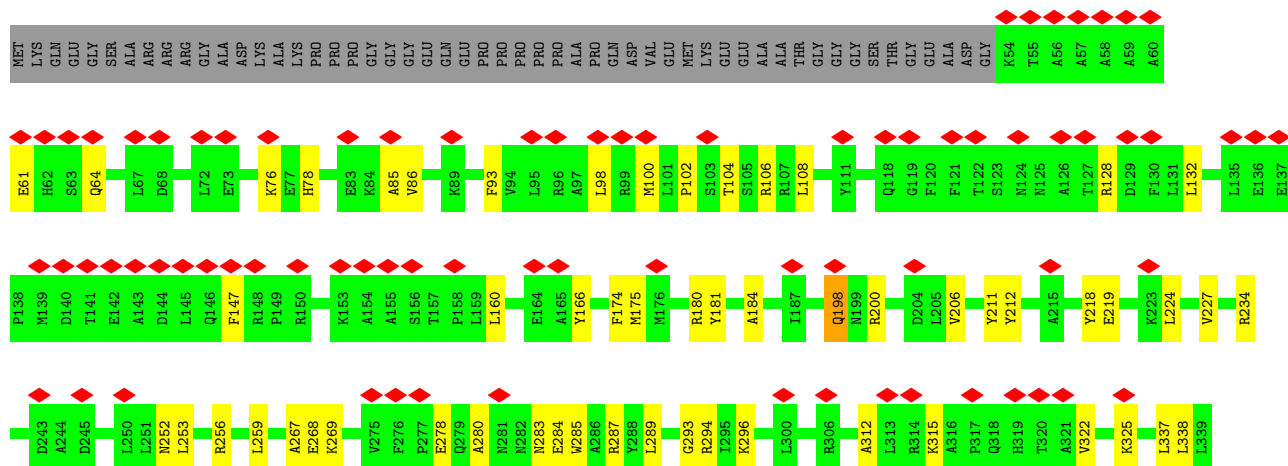 MET LYS GLN GLU GLY SER ALA ARG ARG ARG GLY ALA ASP LYS ALA LYS PRO PRO PRO GLY GLY GLY GLU GLN GLU PRO PRO PRO PRO PRO ALA PRO GLN ASP VAL GLU MET LYS GLU GLU ALA ALA THR GLY GLY GLY SER THR GLY GLU ALA ASP GLY K54 T55 A56 A57 A58 A59 A60
E61 H62 S63 Q64 L67 D68 L72 E73 K76 E77 H78 E83 K84 A85 V86 K89 F93 V94 L95 R96 A97 L98 R99 M100 L101 P102 S103 T104 S105 R106 R107 L108 Y111 Q118 G119 F120 F121 T122 S123 N124 N125 A126 T127 R128 D129 F130 L131 L132 L135 E136 E137
P138 M139 D140 T141 E142 A143 D144 L145 Q146 F147 R148 P149 R150 K153 A154 A155 S156 T157 P158 L159 L160 E164 A165 Y166 F174 M175 M176 R180 Y181 A184 I187 Q198 N199 R200 D204 L205 V206 Y211 Y212 A215 Y218 E219 K223 L224 V227 R234
D243 A244 D245 L250 L251 N252 L253 R256 L259 A267 E268 K269 V275 F276 P277 E278 Q279 A280 N281 N282 N283 E284 W285 A286 R287 Y288 L289 G293 R294 I295 K296 L300 R306 A312 L313 R314 K315 A316 P317 Q318 H319 T320 A321 V322 K325 L337 L338 L339